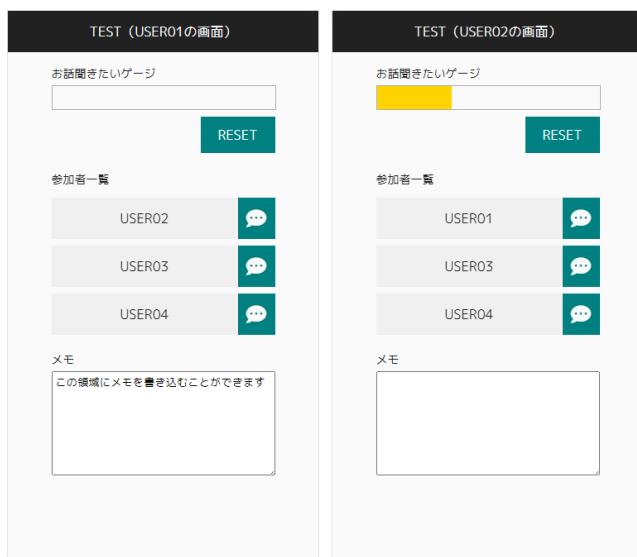 TEST（USER01の画面）
お話聞きたいゲージ
RESET
参加者一覧
USER02
USER03
USER04
メモ
この領域にメモを書き込むことができます
TEST（USER02の画面）
お話聞きたいゲージ
RESET
参加者一覧
USER01
USER03
USER04
メモ